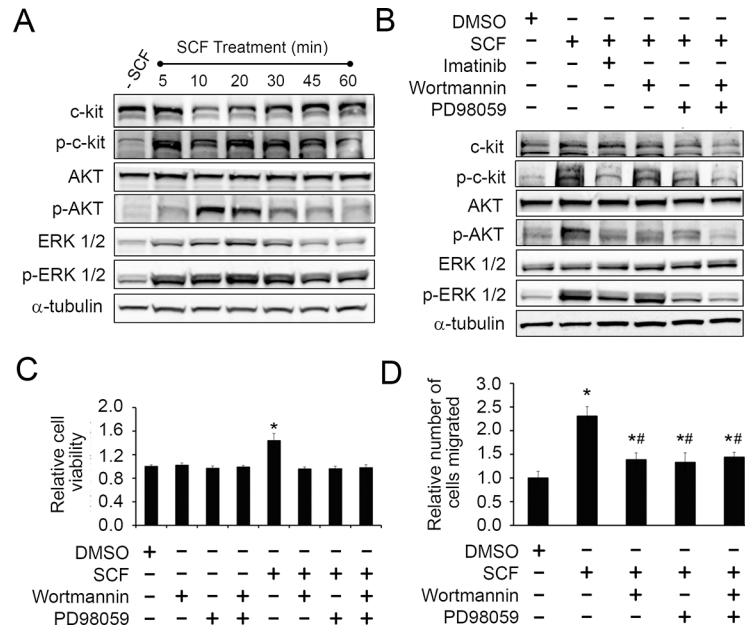 A
SCF Treatment (min)
- SCF
5 10 20 30 45 60
c-kit
p-c-kit
AKT
p-AKT
ERK 1/2
p-ERK 1/2
α-tubulin
B
DMSO + – – – – –
SCF – + + + + +
Imatinib – – + – – –
Wortmannin – – – + – +
PD98059 – – – – + +
c-kit
p-c-kit
AKT
p-AKT
ERK 1/2
p-ERK 1/2
α-tubulin
C
Relative cell
viability
2.0
1.6
1.2
0.8
0.4
0.0
*
DMSO + – – – – – – –
SCF – – – – + + + +
Wortmannin – + – + – + – +
PD98059 – – + + – – + +
D
Relative number of
cells migrated
3.0
2.5
2.0
1.5
1.0
0.5
0.0
* *# *# *#
DMSO + – – – –
SCF – + + + +
Wortmannin – – + – +
PD98059 – – – + +